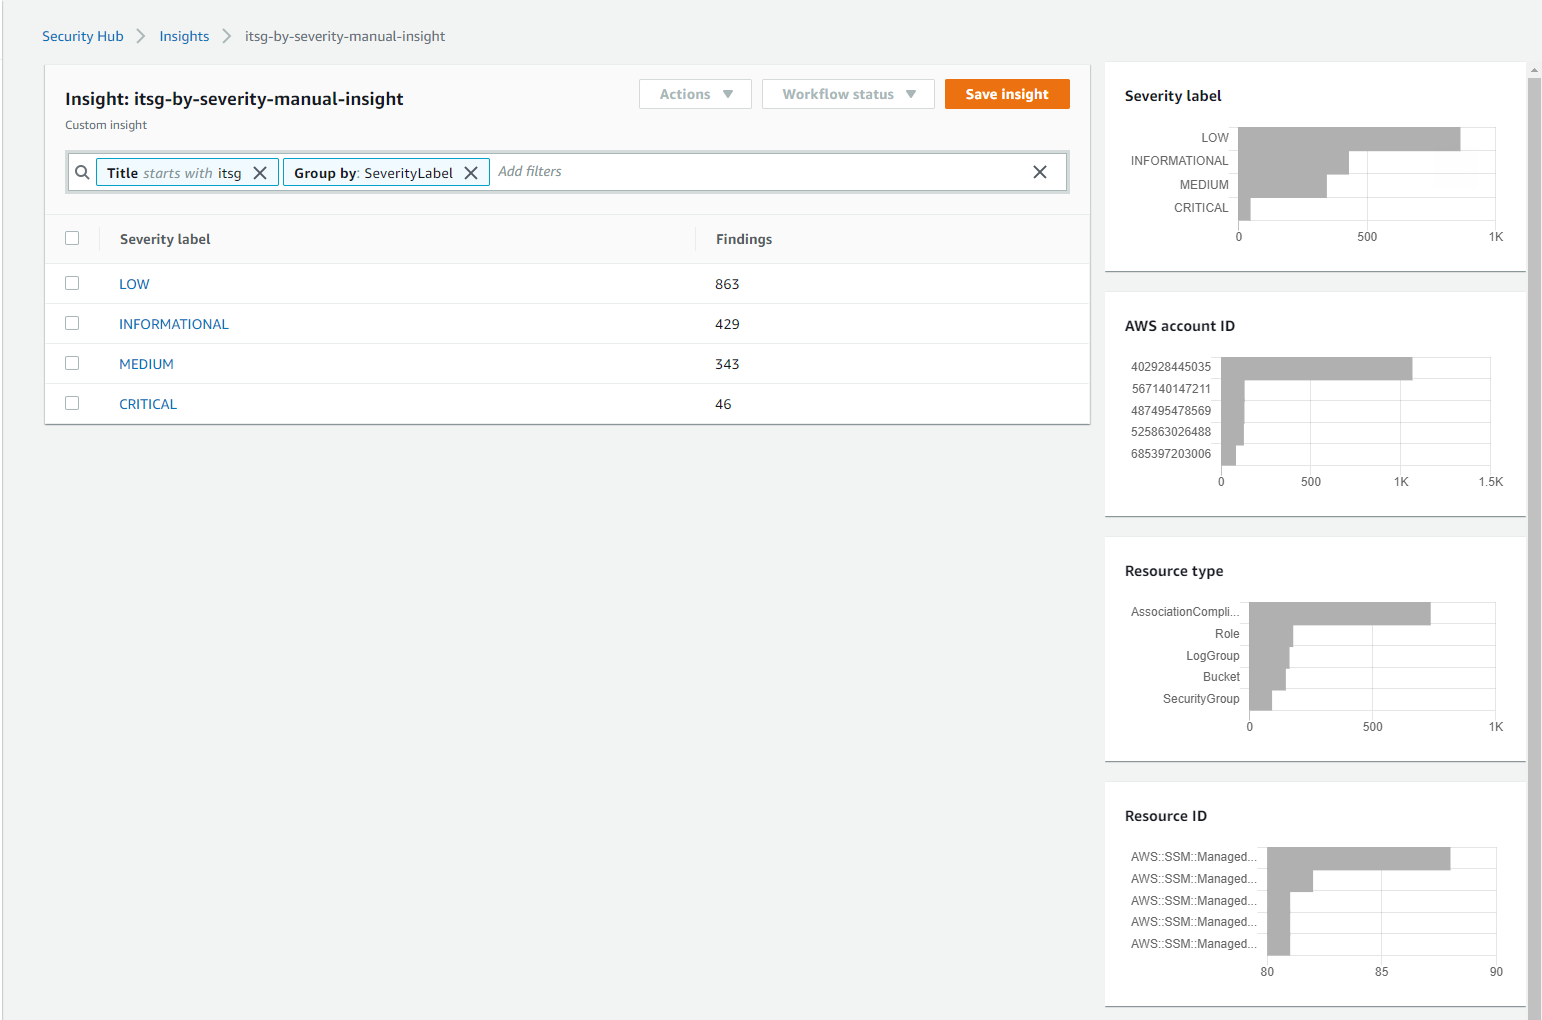 Security Hub > Insights > itsg-by-severity-manual-insight
Insight: itsg-by-severity-manual-insight
Actions
Workflow status
Save insight
Custom insight
Title starts with itsg
Group by: SeverityLabel
Add filters
Severity label Findings
LOW 863
INFORMATIONAL 429
MEDIUM 343
CRITICAL 46
Severity label
LOW
INFORMATIONAL
MEDIUM
CRITICAL
0 500 1K
AWS account ID
402928445035
567140147211
487495478569
525863026488
685397203006
0 500 1K 1.5K
Resource type
AssociationCompli...
Role
LogGroup
Bucket
SecurityGroup
0 500 1K
Resource ID
AWS::SSM::Managed...
AWS::SSM::Managed...
AWS::SSM::Managed...
AWS::SSM::Managed...
AWS::SSM::Managed...
80 85 90